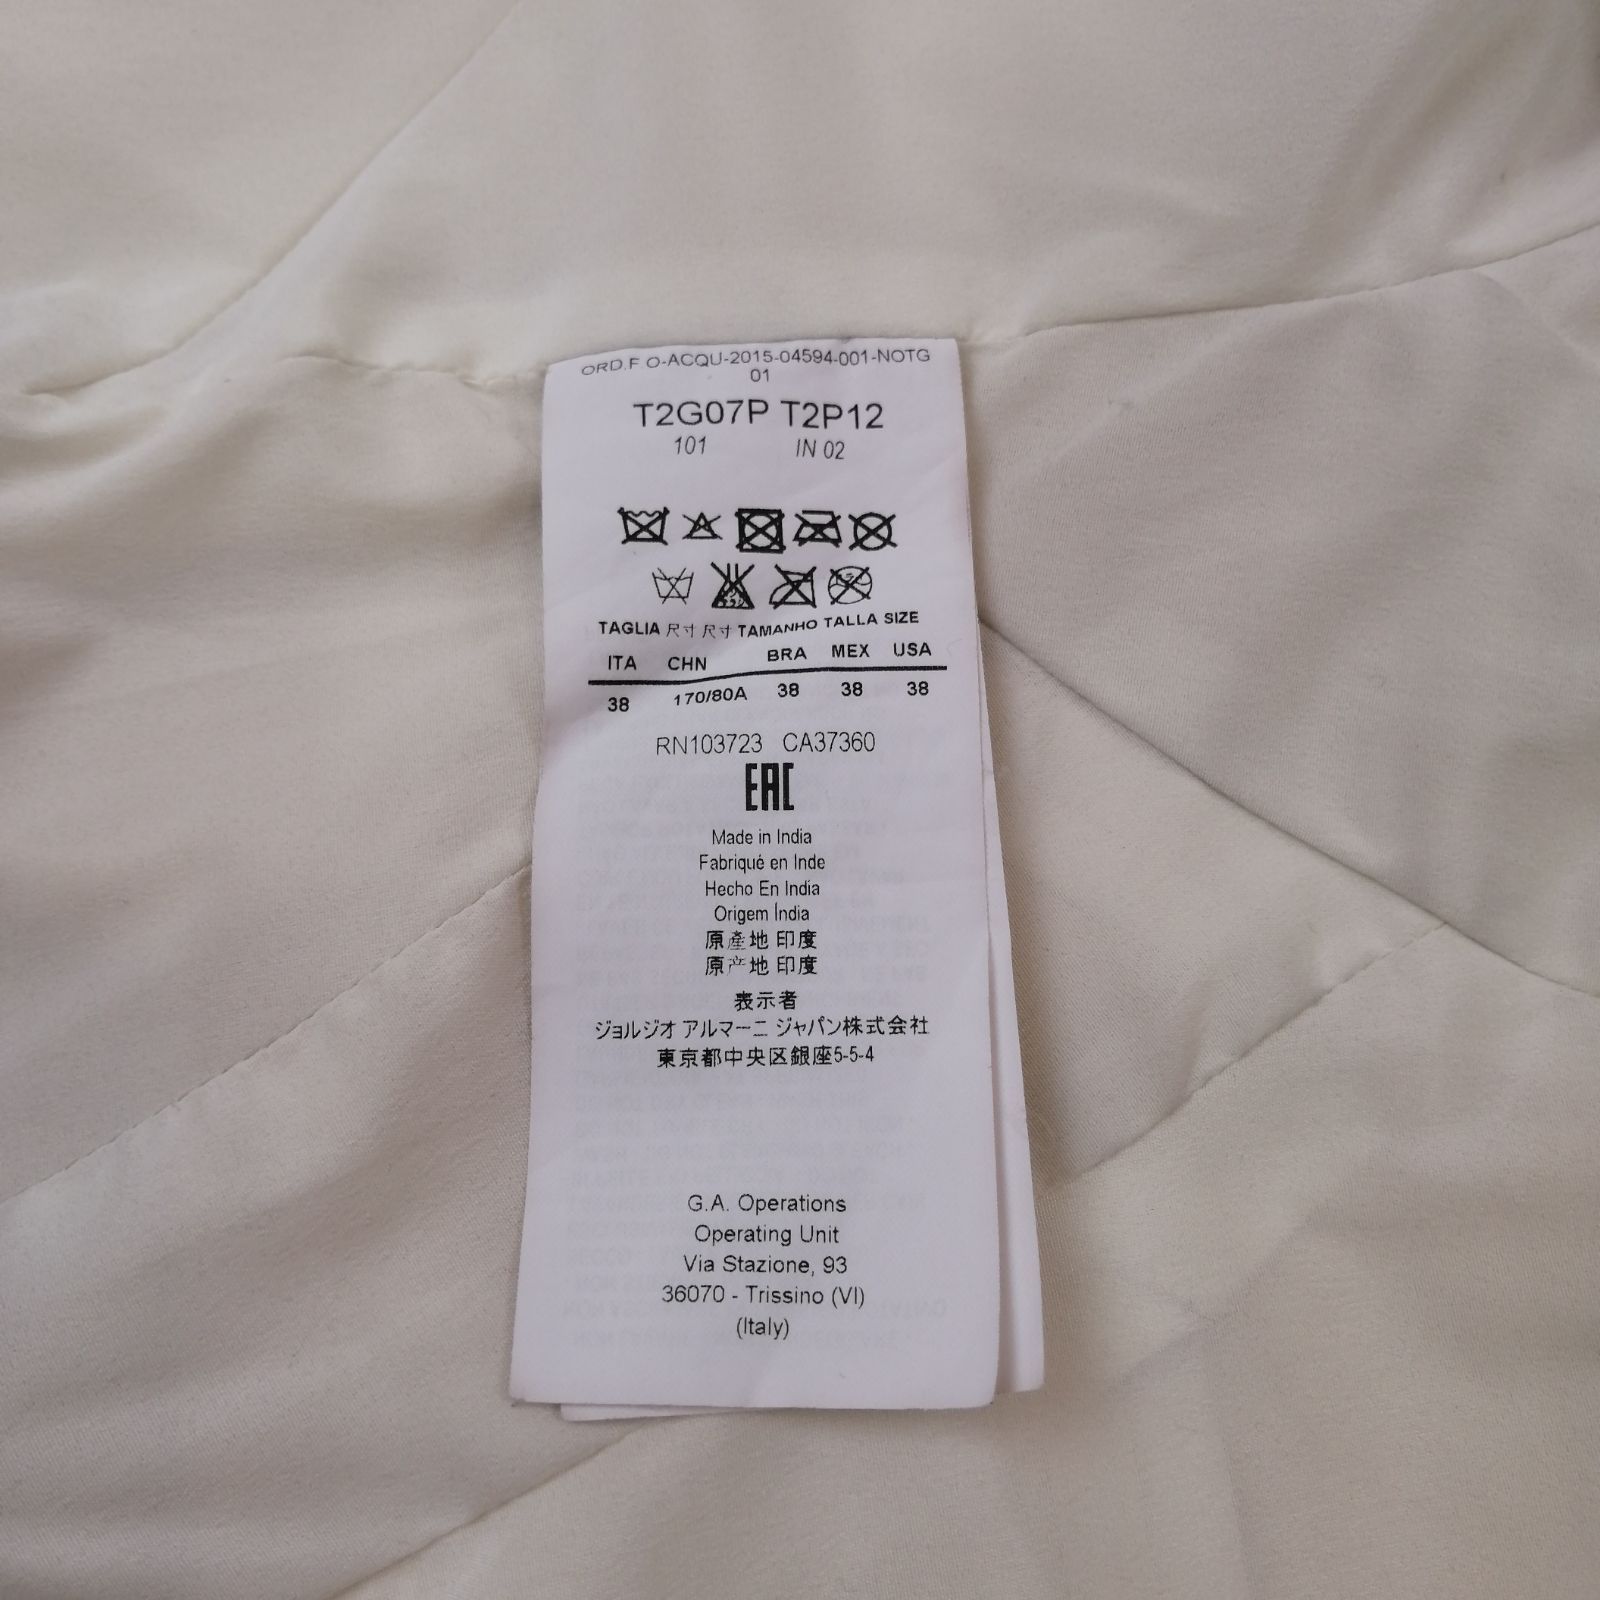 ORD.F O-ACQU-2015-04594-001-NOTG
01
T2G07P T2P12
101 IN 02
TAGLIA 尺寸 尺寸 TAMANHO TALLA SIZE
ITA CHN BRA MEX USA
38 170/80A 38 38 38
RN103723 CA37360
EAC
Made in India
Fabriqué en Inde
Hecho En India
Origem Índia
原產地 印度
原产地 印度
表示者
ジョルジオ アルマーニ ジャパン株式会社
東京都中央区銀座5-5-4
G.A. Operations
Operating Unit
Via Stazione, 93
36070 - Trissino (VI)
(Italy)